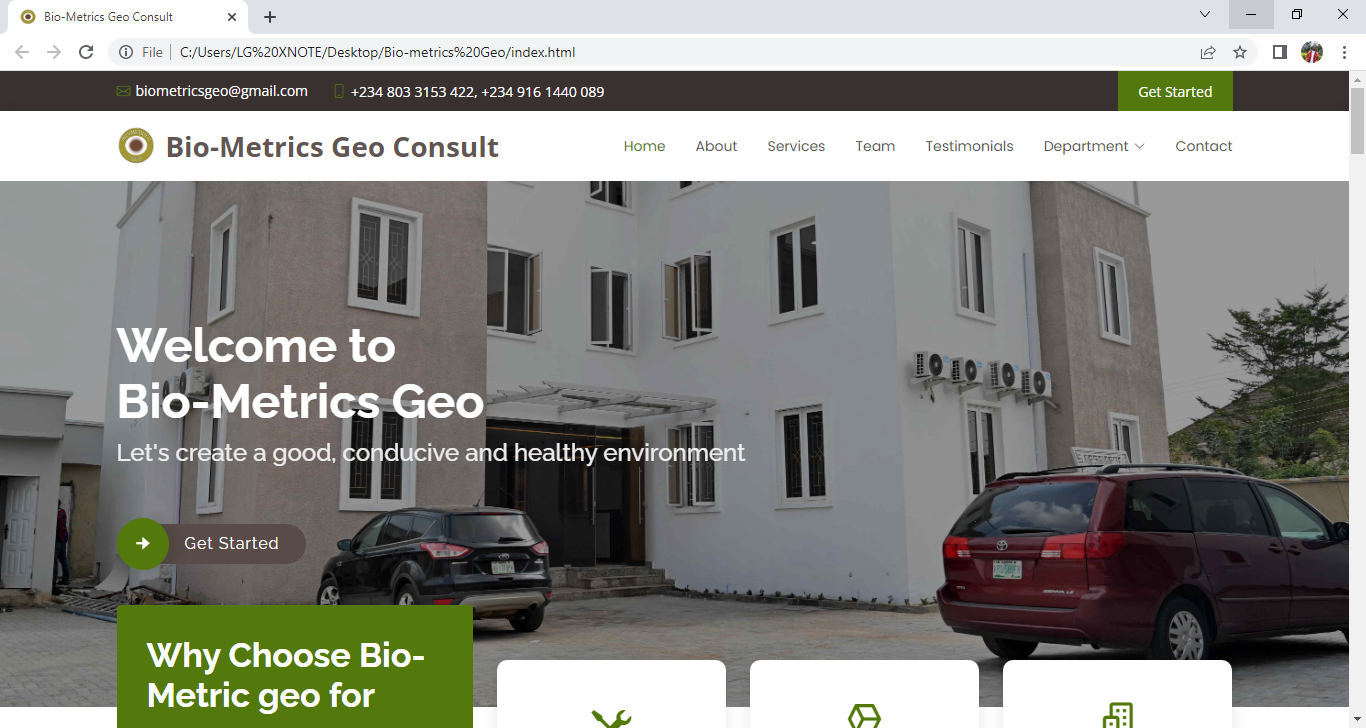 Bio-Metrics Geo Consult
File
C:/Users/LG%20XNOTE/Desktop/Bio-metrics%20Geo/index.html
biometricsgeo@gmail.com
+234 803 3153 422, +234 916 1440 089
Get Started
Bio-Metrics Geo Consult
Home About Services Team Testimonials Department Contact
Welcome to
Bio-Metrics Geo
Let's create a good, conducive and healthy environment
Get Started
SIENNA LE
Why Choose Bio-
Metric geo for